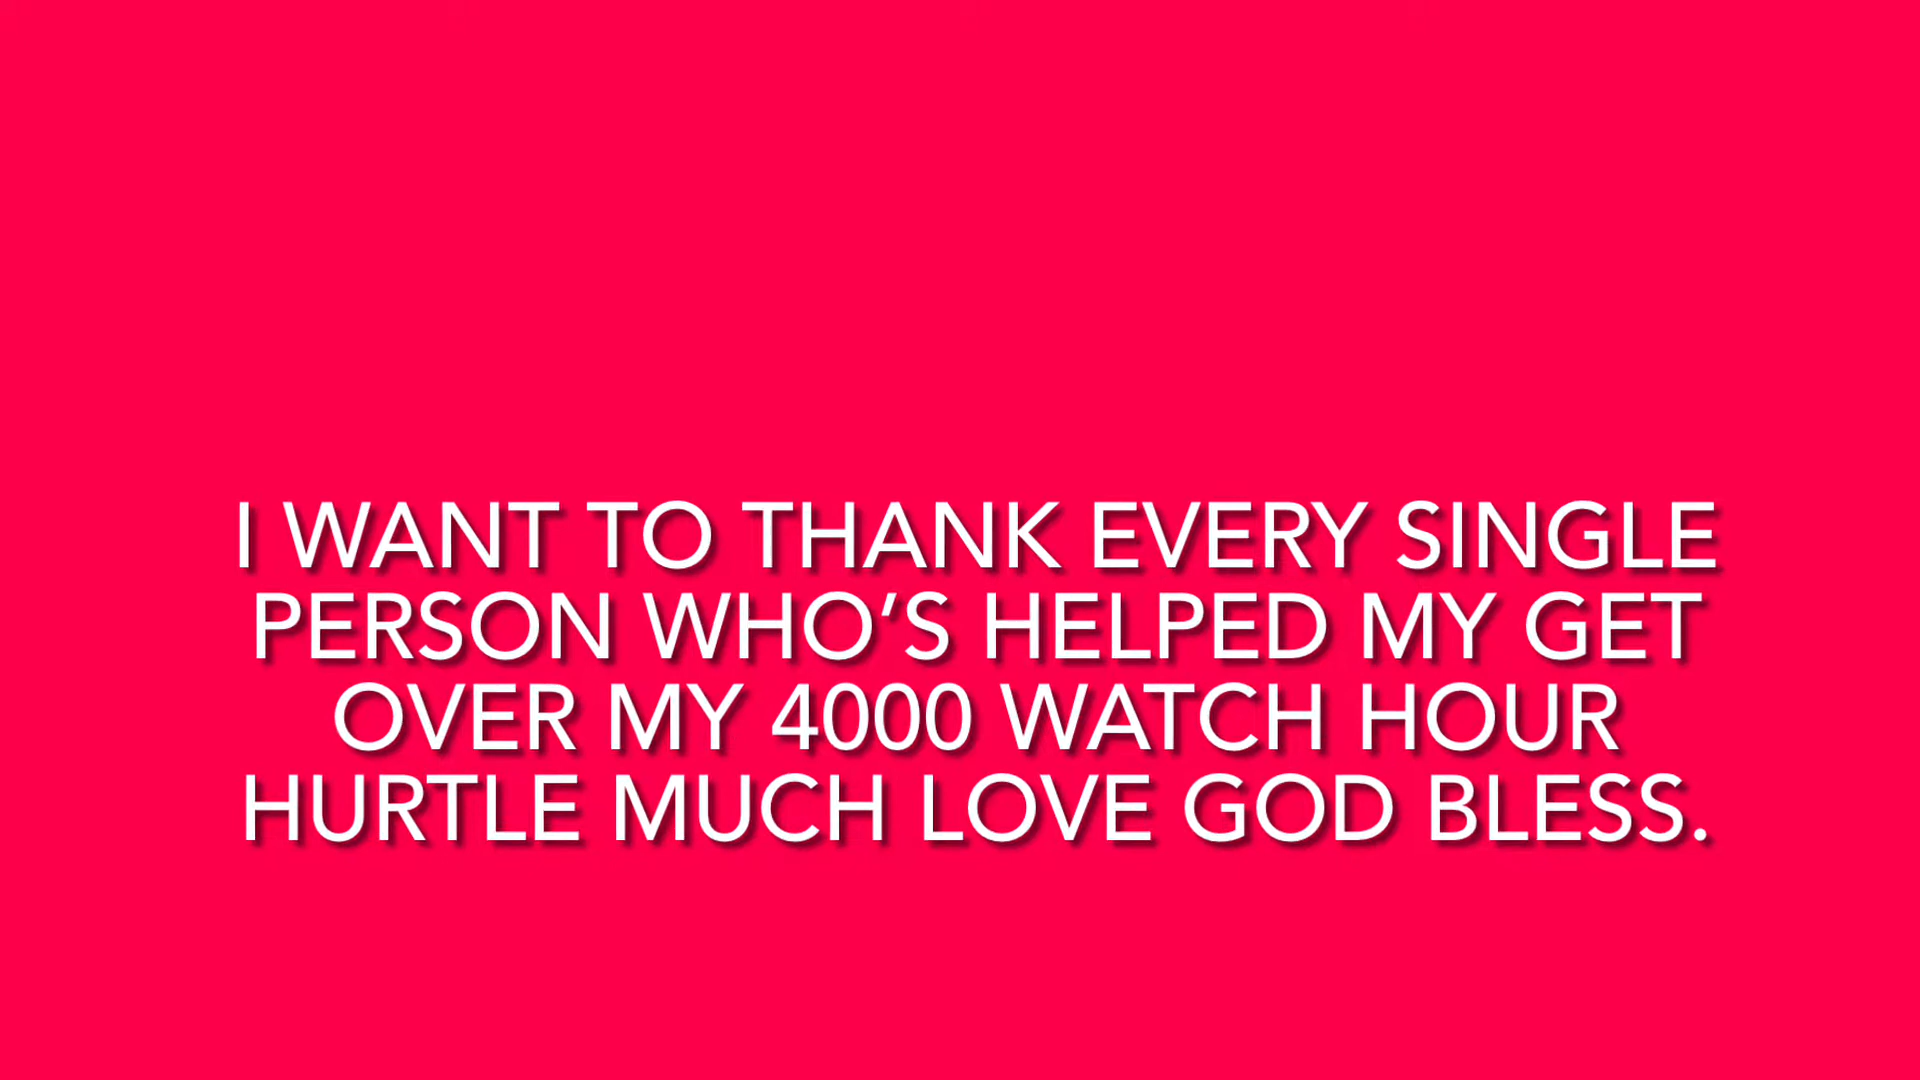 I WANT TO THANK EVERY SINGLE
PERSON WHO’S HELPED MY GET
OVER MY 4000 WATCH HOUR
HURTLE MUCH LOVE GOD BLESS.